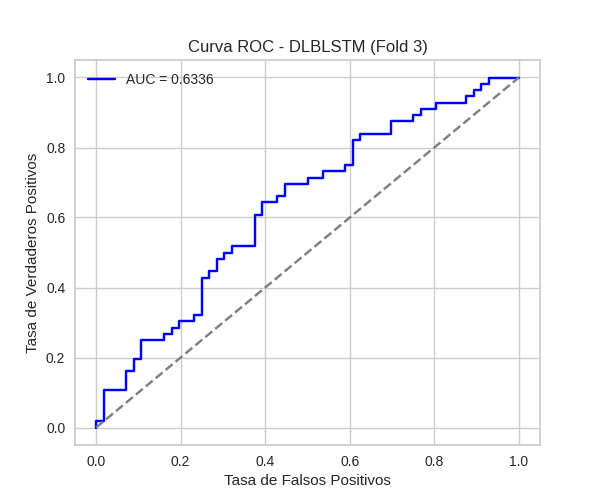 Curva ROC - DLBLSTM (Fold 3)
AUC = 0.6336
Tasa de Verdaderos Positivos
1.0
0.8
0.6
0.4
0.2
0.0
0.0 0.2 0.4 0.6 0.8 1.0
Tasa de Falsos Positivos